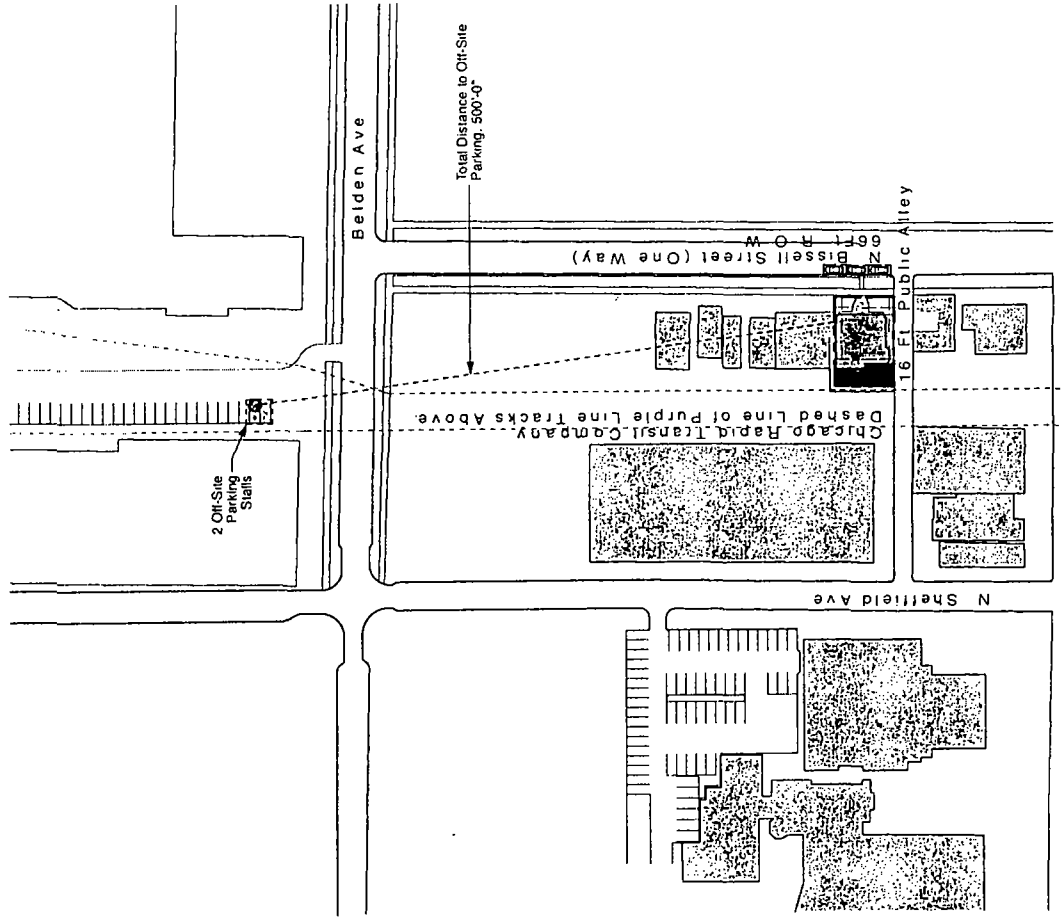 Total Distance to Off-Site
Parking, 500'-0"
Belden Ave
N Bissell Street (One Way)
66Ft R O W
16 Ft Public Alley
2 Off-Site
Parking
Stalls
Chicago Rapid Transit Company
Dashed Line of Purple Line Tracks Above.
N Sheffield Ave